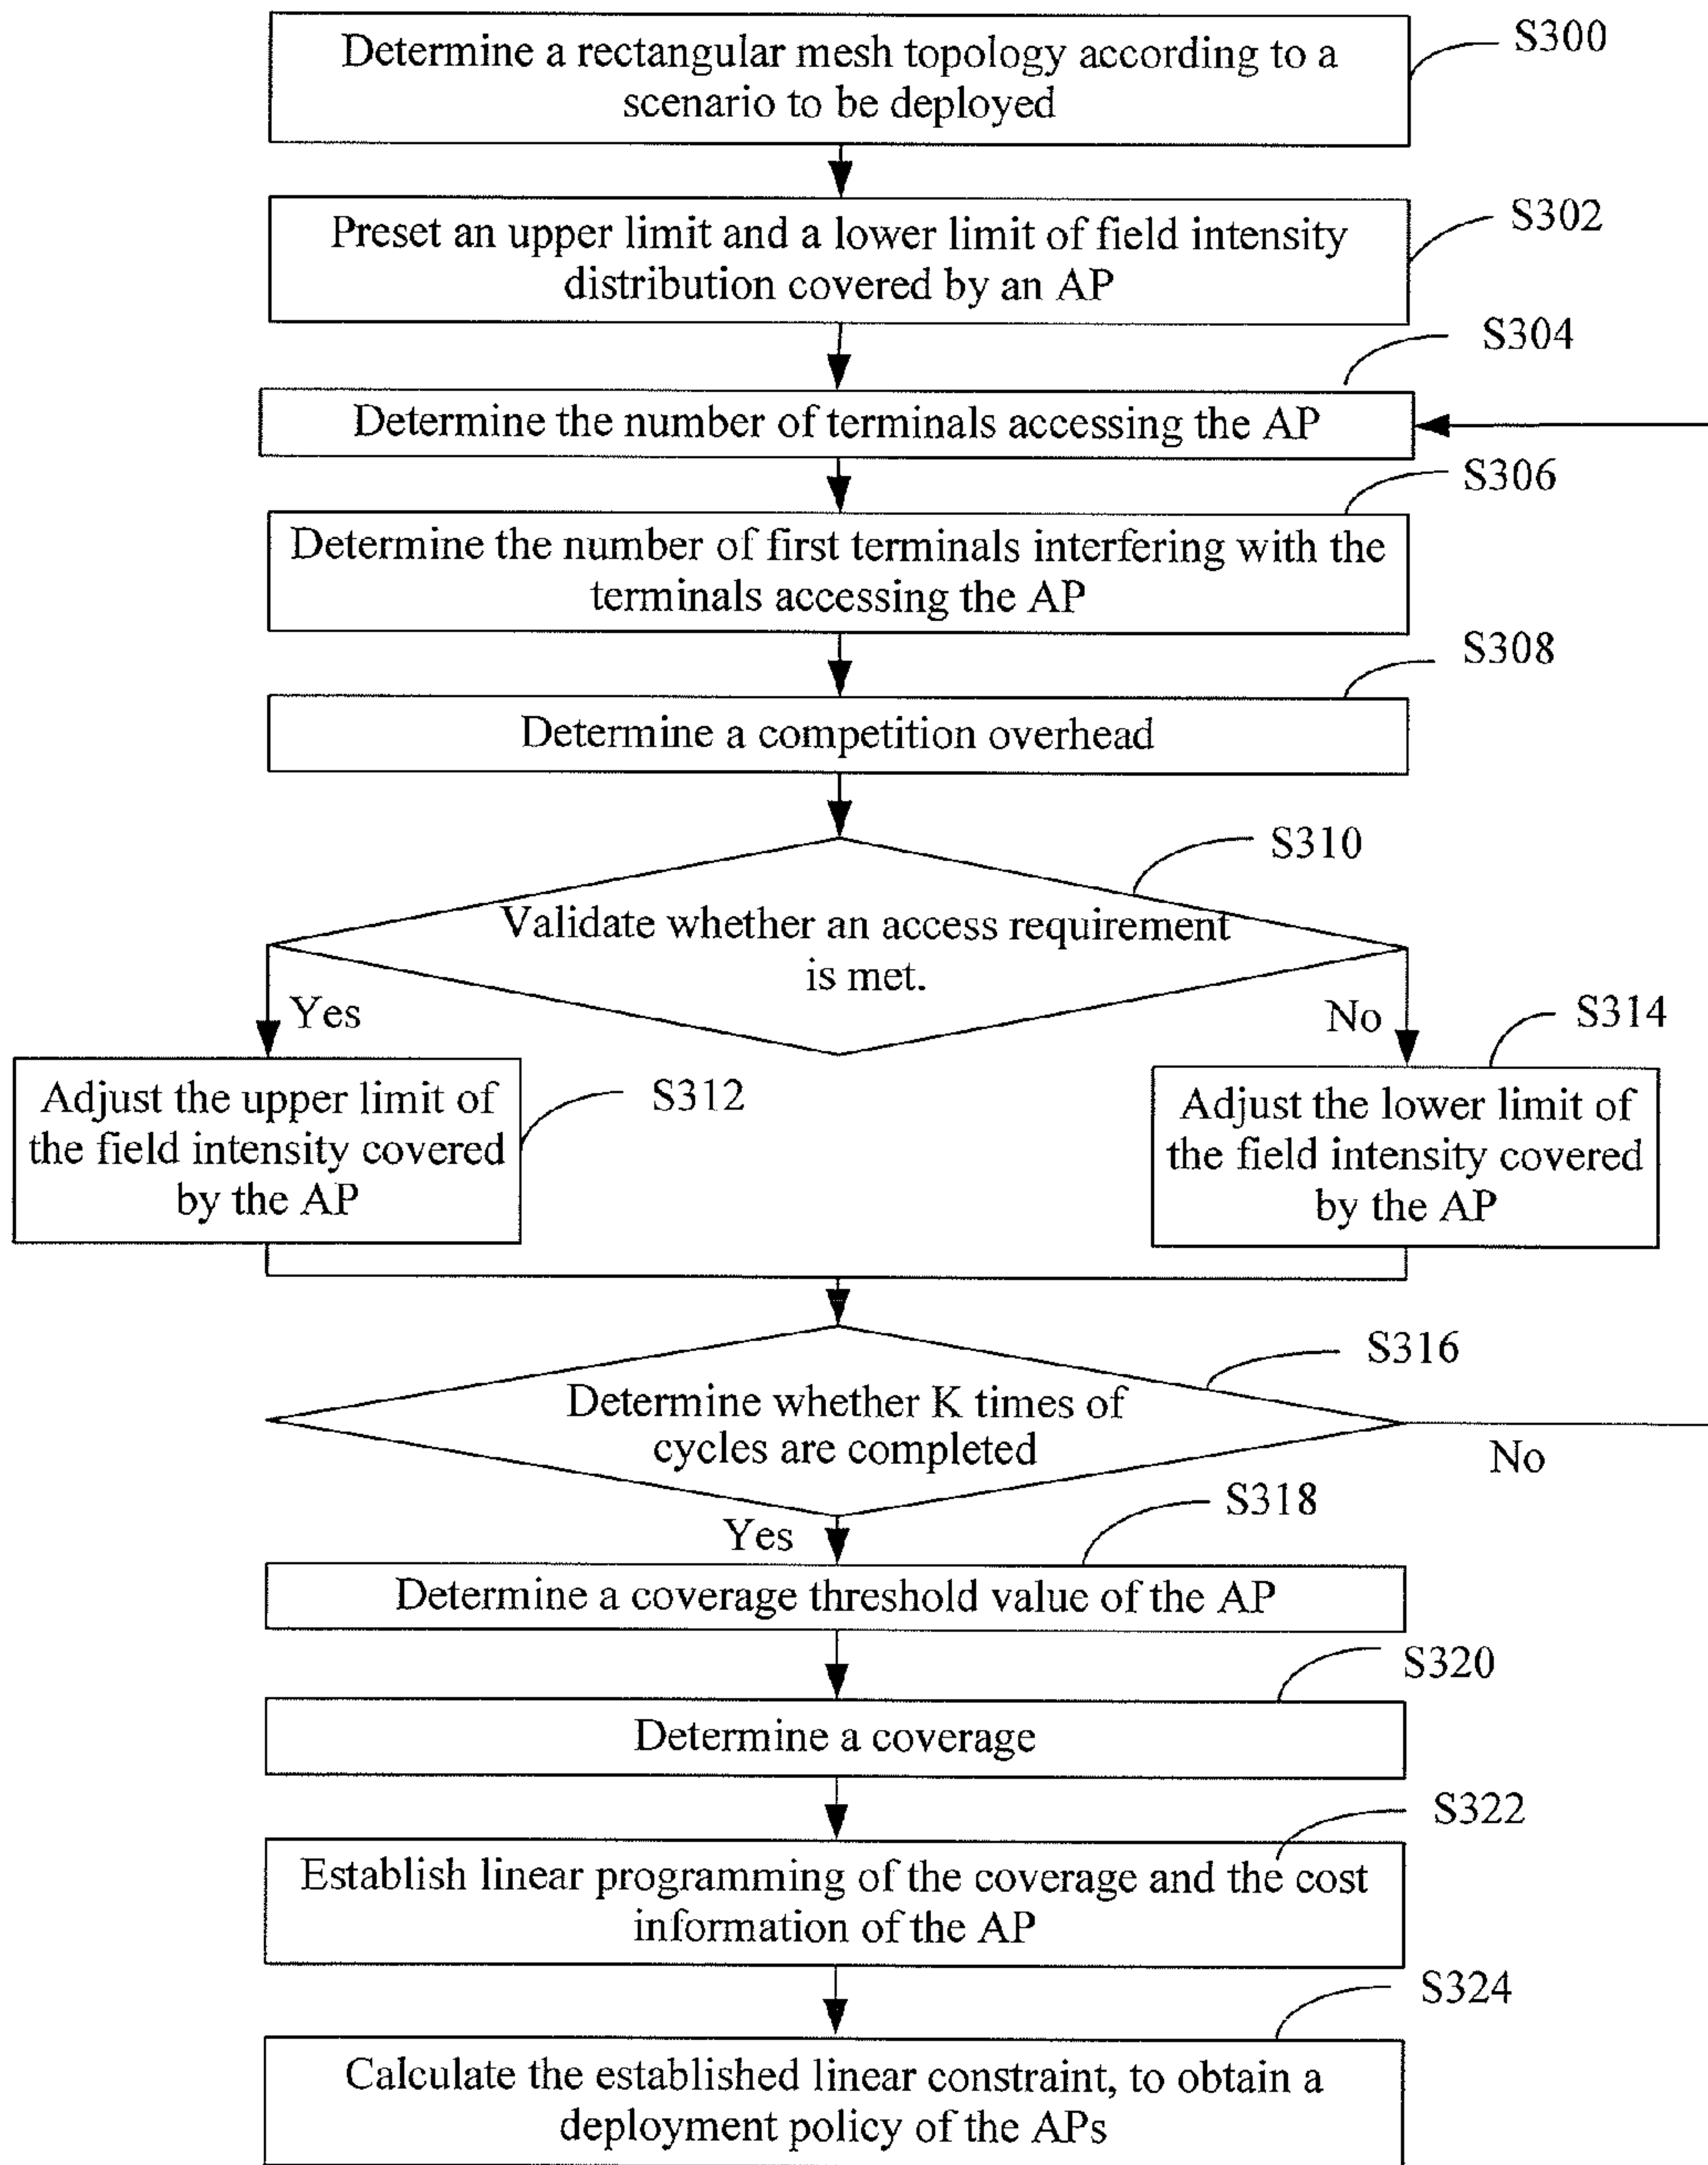 Determine a rectangular mesh topology according to a
scenario to be deployed
S300
Preset an upper limit and a lower limit of field intensity
distribution covered by an AP
S302
S304
Determine the number of terminals accessing the AP
S306
Determine the number of first terminals interfering with the
terminals accessing the AP
S308
Determine a competition overhead
S310
Validate whether an access requirement
is met.
Yes
No
S314
Adjust the upper limit of
the field intensity covered
by the AP
S312
Adjust the lower limit of
the field intensity covered
by the AP
S316
Determine whether K times of
cycles are completed
No
Yes
S318
Determine a coverage threshold value of the AP
S320
Determine a coverage
S322
Establish linear programming of the coverage and the cost
information of the AP
S324
Calculate the established linear constraint, to obtain a
deployment policy of the APs